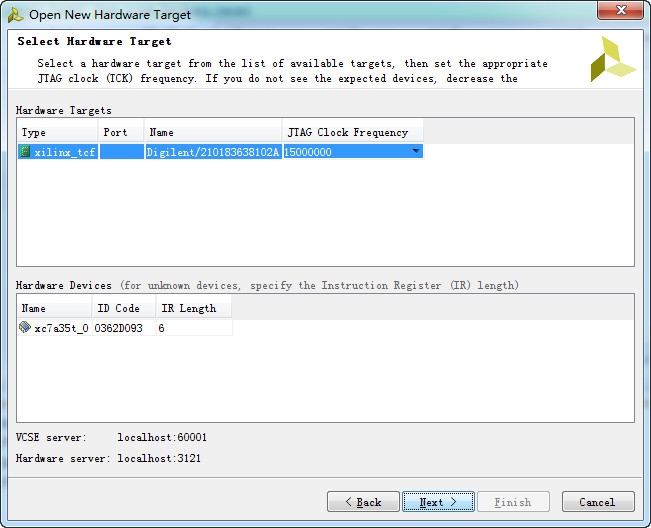 Open New Hardware Target
Select Hardware Target
Select a hardware target from the list of available targets, then set the appropriate
JTAG clock (TCK) frequency. If you do not see the expected devices, decrease the
Hardware Targets
Type Port Name JTAG Clock Frequency
xilinx_tcf Digilent/210183638102A 15000000
Hardware Devices (for unknown devices, specify the Instruction Register (IR) length)
Name ID Code IR Length
xc7a35t_0 0362D093 6
VCSE server: localhost:60001
Hardware server: localhost:3121
< Back Next > Finish Cancel